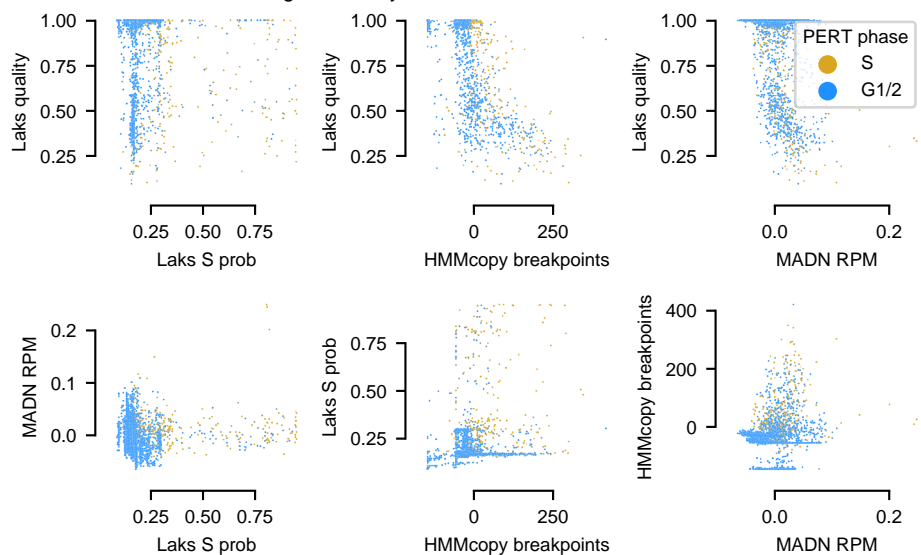 1.00
0.75
0.50
0.25
Laks quality
0.25 0.50 0.75
Laks S prob
1.00
0.75
0.50
0.25
Laks quality
0 250
HMMcopy breakpoints
1.00
0.75
0.50
0.25
Laks quality
PERT phase
S
G1/2
0.0 0.2
MADN RPM
0.2
0.1
0.0
MADN RPM
0.25 0.50 0.75
Laks S prob
0.75
0.50
0.25
Laks S prob
0 250
HMMcopy breakpoints
400
200
0
HMMcopy breakpoints
0.0 0.2
MADN RPM